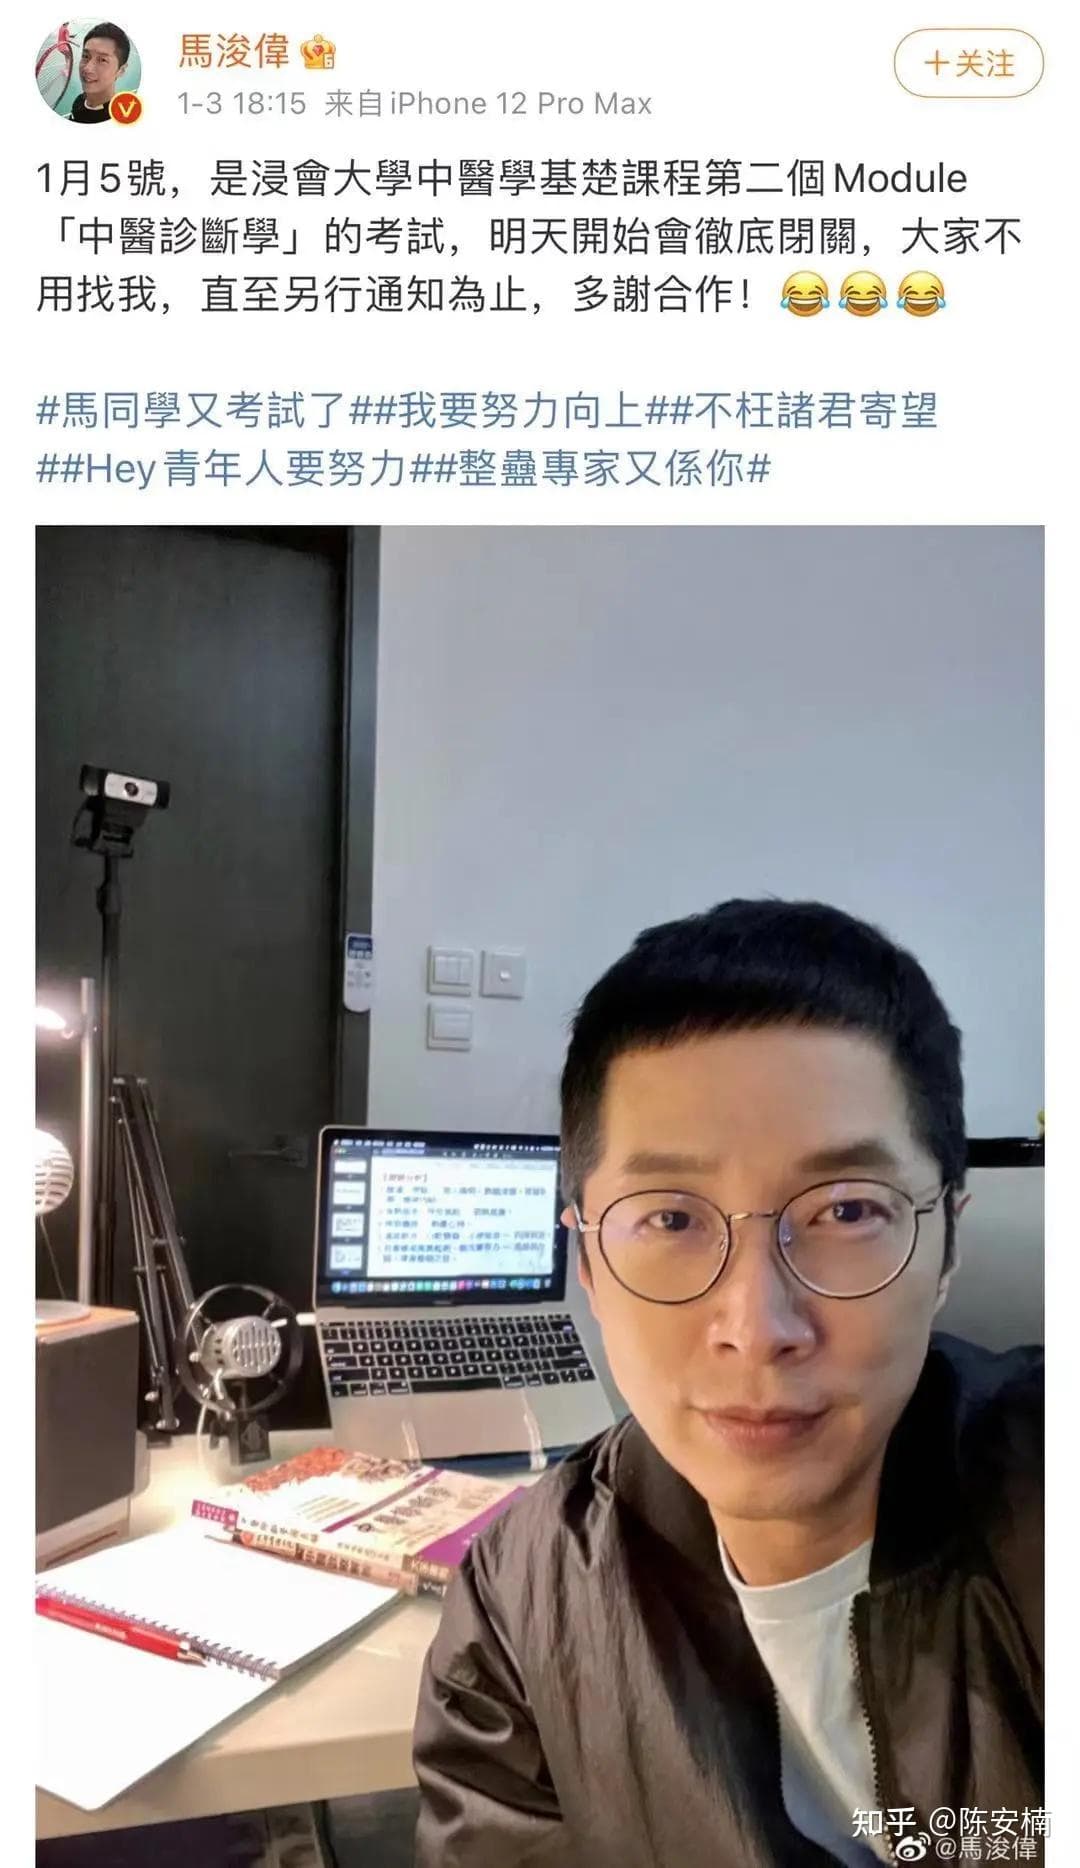 馬浚偉
+关注
1-3 18:15 来自 iPhone 12 Pro Max
1月5號，是浸會大學中醫學基楚課程第二個Module
「中醫診斷學」的考試，明天開始會徹底閉關，大家不
用找我，直至另行通知為止，多謝合作！😂😂😂
#馬同學又考試了##我要努力向上##不枉諸君寄望
##Hey青年人要努力##整蠱專家又係你#
知乎 @陈安楠
@馬浚偉